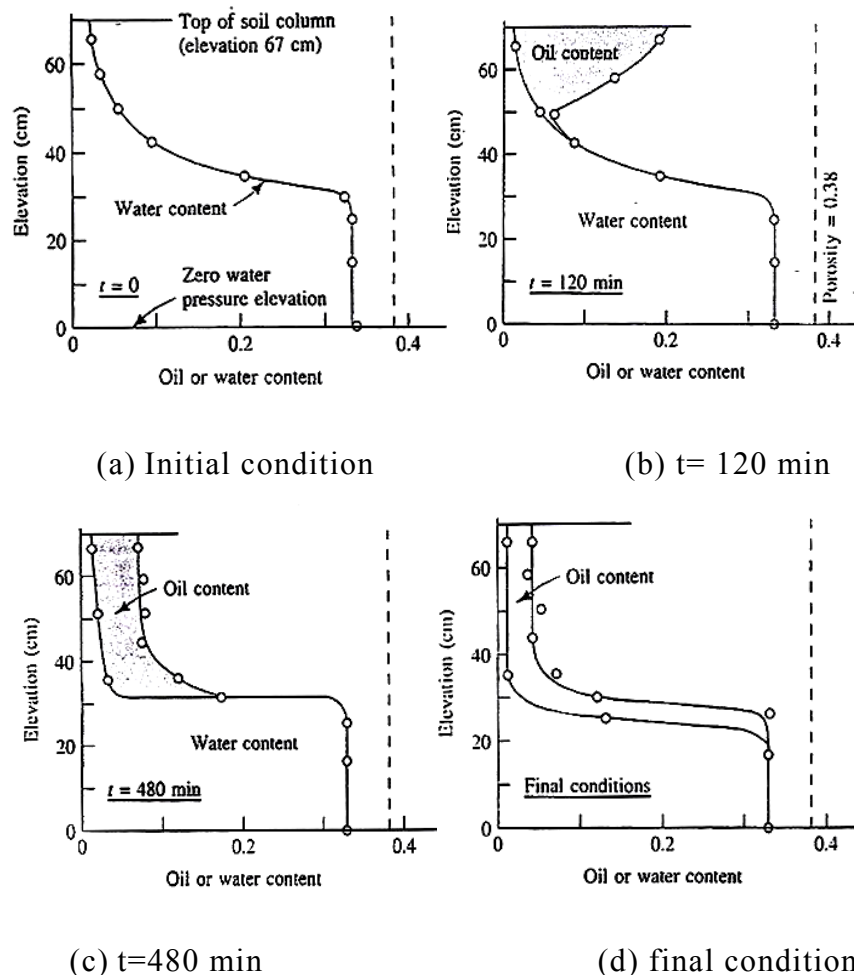 Top of soil column
(elevation 67 cm)
60
40
20
0
Elevation (cm)
Water content
t = 0
Zero water
pressure elevation
0
0.2
0.4
Oil or water content
(a) Initial condition
60
40
20
0
Elevation (cm)
Oil content
Water content
t = 120 min
Porosity = 0.38
0
0.2
0.4
Oil or water content
(b) t= 120 min
60
40
20
0
Elevation (cm)
Oil content
Water content
t = 480 min
0
0.2
0.4
Oil or water content
(c) t=480 min
60
40
20
0
Elevation (cm)
Oil content
Final conditions
0
0.2
0.4
Oil or water content
(d) final condition